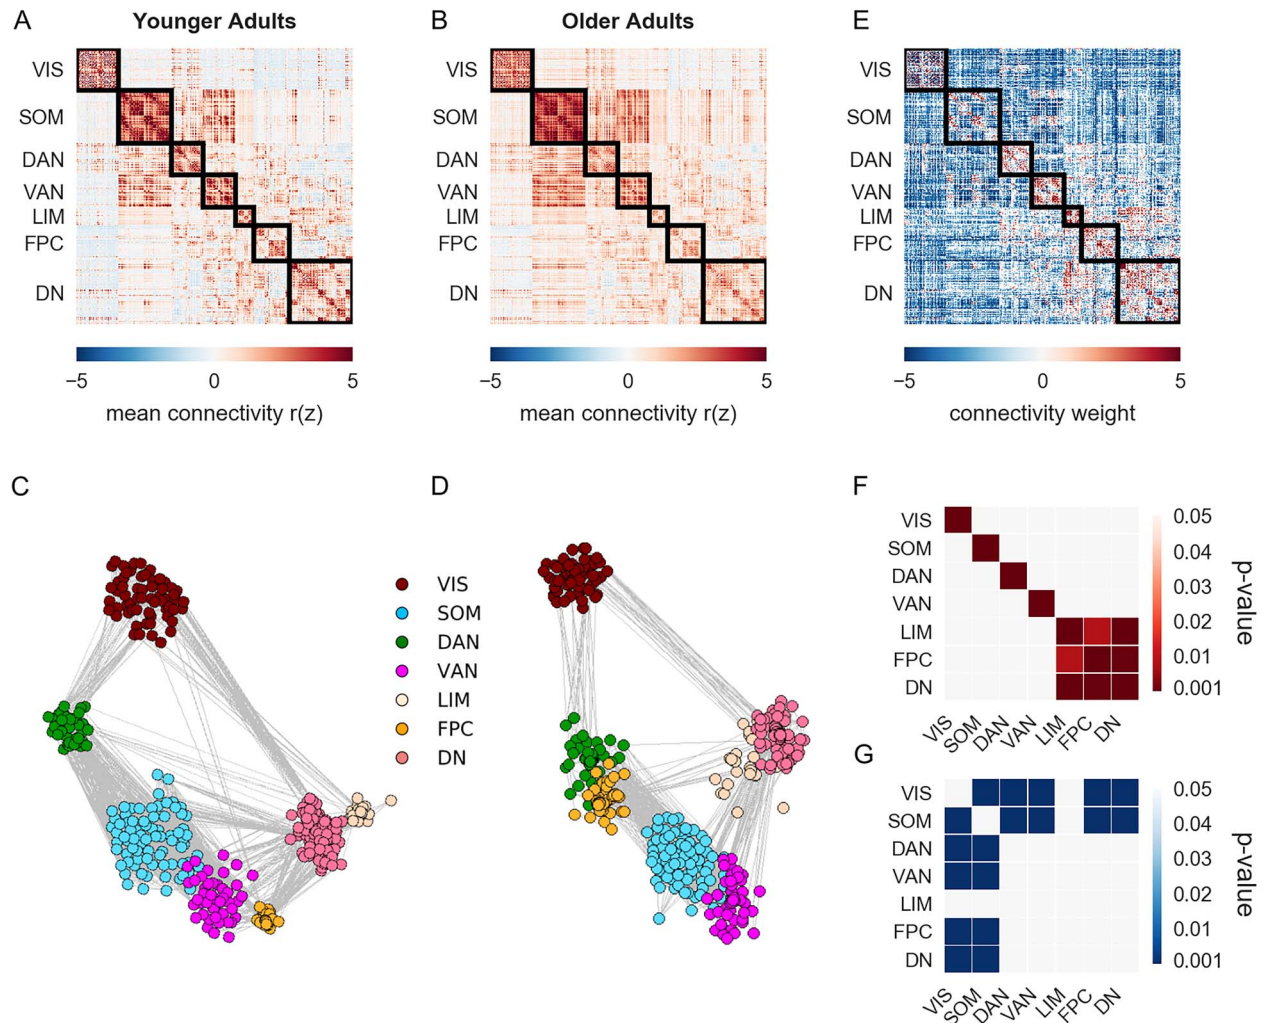 A
Younger Adults
VIS
SOM
DAN
VAN
LIM
FPC
DN
−5 0 5
mean connectivity r(z)
B
Older Adults
VIS
SOM
DAN
VAN
LIM
FPC
DN
−5 0 5
mean connectivity r(z)
E
VIS
SOM
DAN
VAN
LIM
FPC
DN
−5 0 5
connectivity weight
C
VIS
SOM
DAN
VAN
LIM
FPC
DN
D
F
VIS
SOM
DAN
VAN
LIM
FPC
DN
VIS SOM DAN VAN LIM FPC DN
0.05
0.04
0.03
0.02
0.01
0.001
p-value
G
VIS
SOM
DAN
VAN
LIM
FPC
DN
VIS SOM DAN VAN LIM FPC DN
0.05
0.04
0.03
0.02
0.01
0.001
p-value